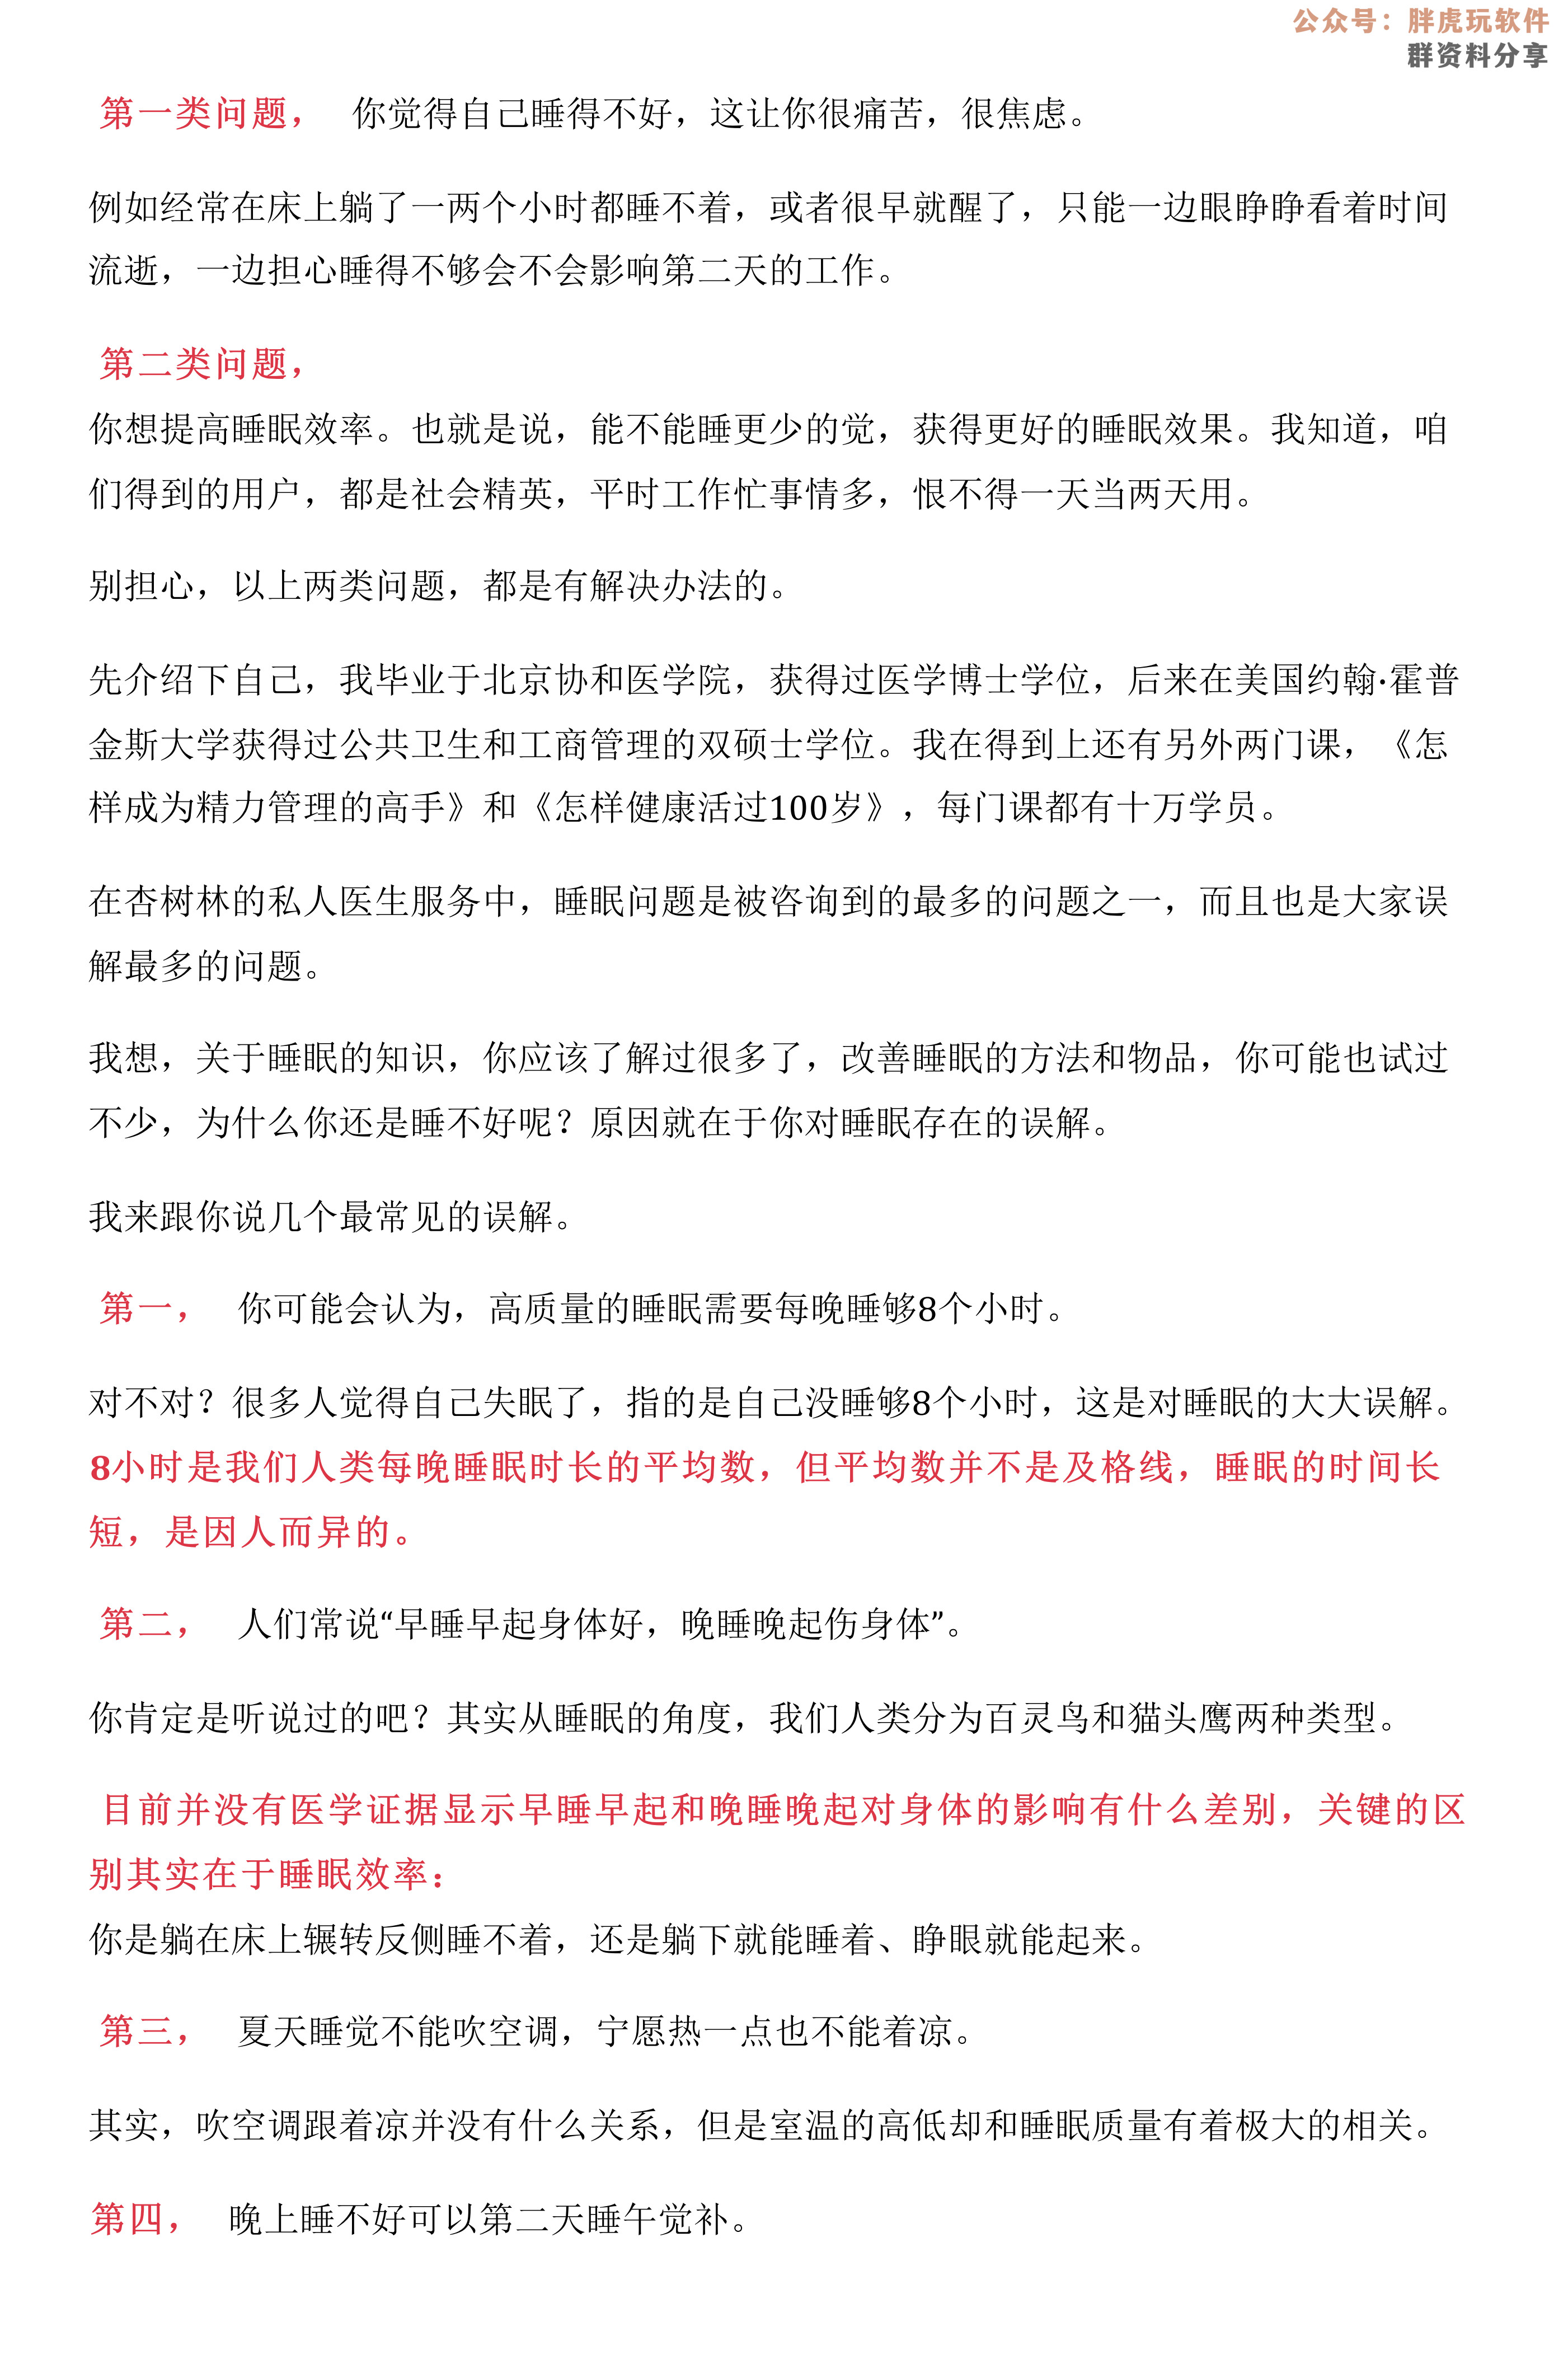 公众号：胖虎玩软件
群资料分享
第一类问题， 你觉得自己睡得不好，这让你很痛苦，很焦虑。
例如经常在床上躺了一两个小时都睡不着，或者很早就醒了，只能一边眼睁睁看着时间
流逝，一边担心睡得不够会不会影响第二天的工作。
第二类问题，
你想提高睡眠效率。也就是说，能不能睡更少的觉，获得更好的睡眠效果。我知道，咱
们得到的用户，都是社会精英，平时工作忙事情多，恨不得一天当两天用。
别担心，以上两类问题，都是有解决办法的。
先介绍下自己，我毕业于北京协和医学院，获得过医学博士学位，后来在美国约翰·霍普
金斯大学获得过公共卫生和工商管理的双硕士学位。我在得到上还有另外两门课，《怎
样成为精力管理的高手》和《怎样健康活过100岁》，每门课都有十万学员。
在杏树林的私人医生服务中，睡眠问题是被咨询到的最多的问题之一，而且也是大家误
解最多的问题。
我想，关于睡眠的知识，你应该了解过很多了，改善睡眠的方法和物品，你可能也试过
不少，为什么你还是睡不好呢？原因就在于你对睡眠存在的误解。
我来跟你说几个最常见的误解。
第一， 你可能会认为，高质量的睡眠需要每晚睡够8个小时。
对不对？很多人觉得自己失眠了，指的是自己没睡够8个小时，这是对睡眠的大大误解。
8小时是我们人类每晚睡眠时长的平均数，但平均数并不是及格线，睡眠的时间长
短，是因人而异的。
第二， 人们常说“早睡早起身体好，晚睡晚起伤身体”。
你肯定是听说过的吧？其实从睡眠的角度，我们人类分为百灵鸟和猫头鹰两种类型。
目前并没有医学证据显示早睡早起和晚睡晚起对身体的影响有什么差别，关键的区
别其实在于睡眠效率：
你是躺在床上辗转反侧睡不着，还是躺下就能睡着、睁眼就能起来。
第三， 夏天睡觉不能吹空调，宁愿热一点也不能着凉。
其实，吹空调跟着凉并没有什么关系，但是室温的高低却和睡眠质量有着极大的相关。
第四， 晚上睡不好可以第二天睡午觉补。